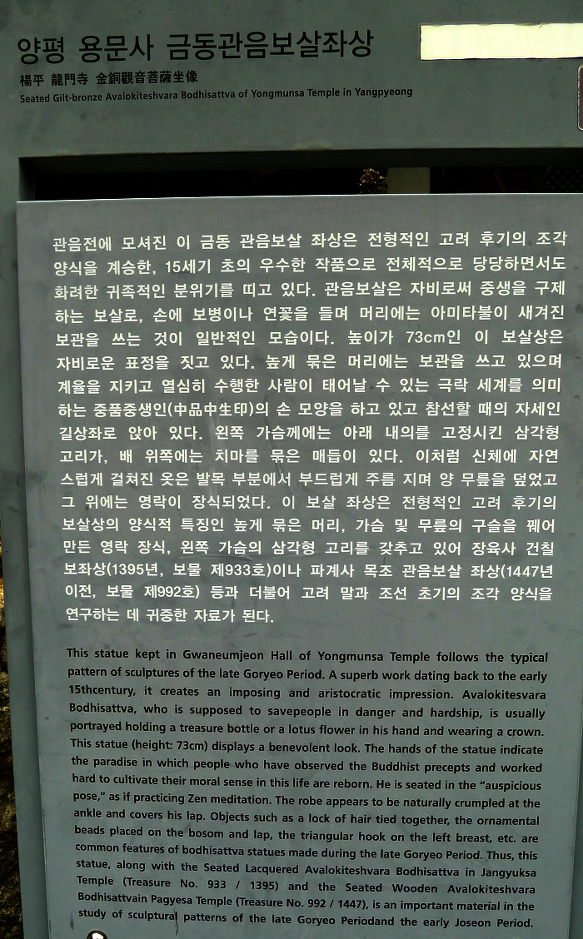 양평 용문사 금동관음보살좌상
楊平 龍門寺 金銅觀音菩薩坐像
Seated Gilt-bronze Avalokiteshvara Bodhisattva of Yongmunsa Temple in Yangpyeong
관음전에 모셔진 이 금동 관음보살 좌상은 전형적인 고려 후기의 조각
양식을 계승한, 15세기 초의 우수한 작품으로 전체적으로 당당하면서도
화려한 귀족적인 분위기를 띠고 있다. 관음보살은 자비로써 중생을 구제
하는 보살로, 손에 보병이나 연꽃을 들며 머리에는 아미타불이 새겨진
보관을 쓰는 것이 일반적인 모습이다. 높이가 73cm인 이 보살상은
자비로운 표정을 짓고 있다. 높게 묶은 머리에는 보관을 쓰고 있으며
계율을 지키고 열심히 수행한 사람이 태어날 수 있는 극락 세계를 의미
하는 중품중생인(中品中生印)의 손 모양을 하고 있고 참선할 때의 자세인
길상좌로 앉아 있다. 왼쪽 가슴께에는 아래 내의를 고정시킨 삼각형
고리가, 배 위쪽에는 치마를 묶은 매듭이 있다. 이처럼 신체에 자연
스럽게 걸쳐진 옷은 발목 부분에서 부드럽게 주름 지며 양 무릎을 덮었고
그 위에는 영락이 장식되었다. 이 보살 좌상은 전형적인 고려 후기의
보살상의 양식적 특징인 높게 묶은 머리, 가슴 및 무릎의 구슬을 꿰어
만든 영락 장식, 왼쪽 가슴의 삼각형 고리를 갖추고 있어 장육사 건칠
보좌상(1395년, 보물 제933호)이나 파계사 목조 관음보살 좌상(1447년
이전, 보물 제992호) 등과 더불어 고려 말과 조선 초기의 조각 양식을
연구하는 데 귀중한 자료가 된다.
This statue kept in Gwaneumjeon Hall of Yongmunsa Temple follows the typical
pattern of sculptures of the late Goryeo Period. A superb work dating back to the early
15thcentury, it creates an imposing and aristocratic impression. Avalokitesvara
Bodhisattva, who is supposed to savepeople in danger and hardship, is usually
portrayed holding a treasure bottle or a lotus flower in his hand and wearing a crown.
This statue (height: 73cm) displays a benevolent look. The hands of the statue indicate
the paradise in which people who have observed the Buddhist precepts and worked
hard to cultivate their moral sense in this life are reborn. He is seated in the “auspicious
pose,” as if practicing Zen meditation. The robe appears to be naturally crumpled at the
ankle and covers his lap. Objects such as a lock of hair tied together, the ornamental
beads placed on the bosom and lap, the triangular hook on the left breast, etc. are
common features of bodhisattva statues made during the late Goryeo Period. Thus, this
statue, along with the Seated Lacquered Avalokiteshvara Bodhisattva in Jangyuksa
Temple (Treasure No. 933 / 1395) and the Seated Wooden Avalokiteshvara
Bodhisattvain Pagyesa Temple (Treasure No. 992 / 1447), is an important material in the
study of sculptural patterns of the late Goryeo Periodand the early Joseon Period.